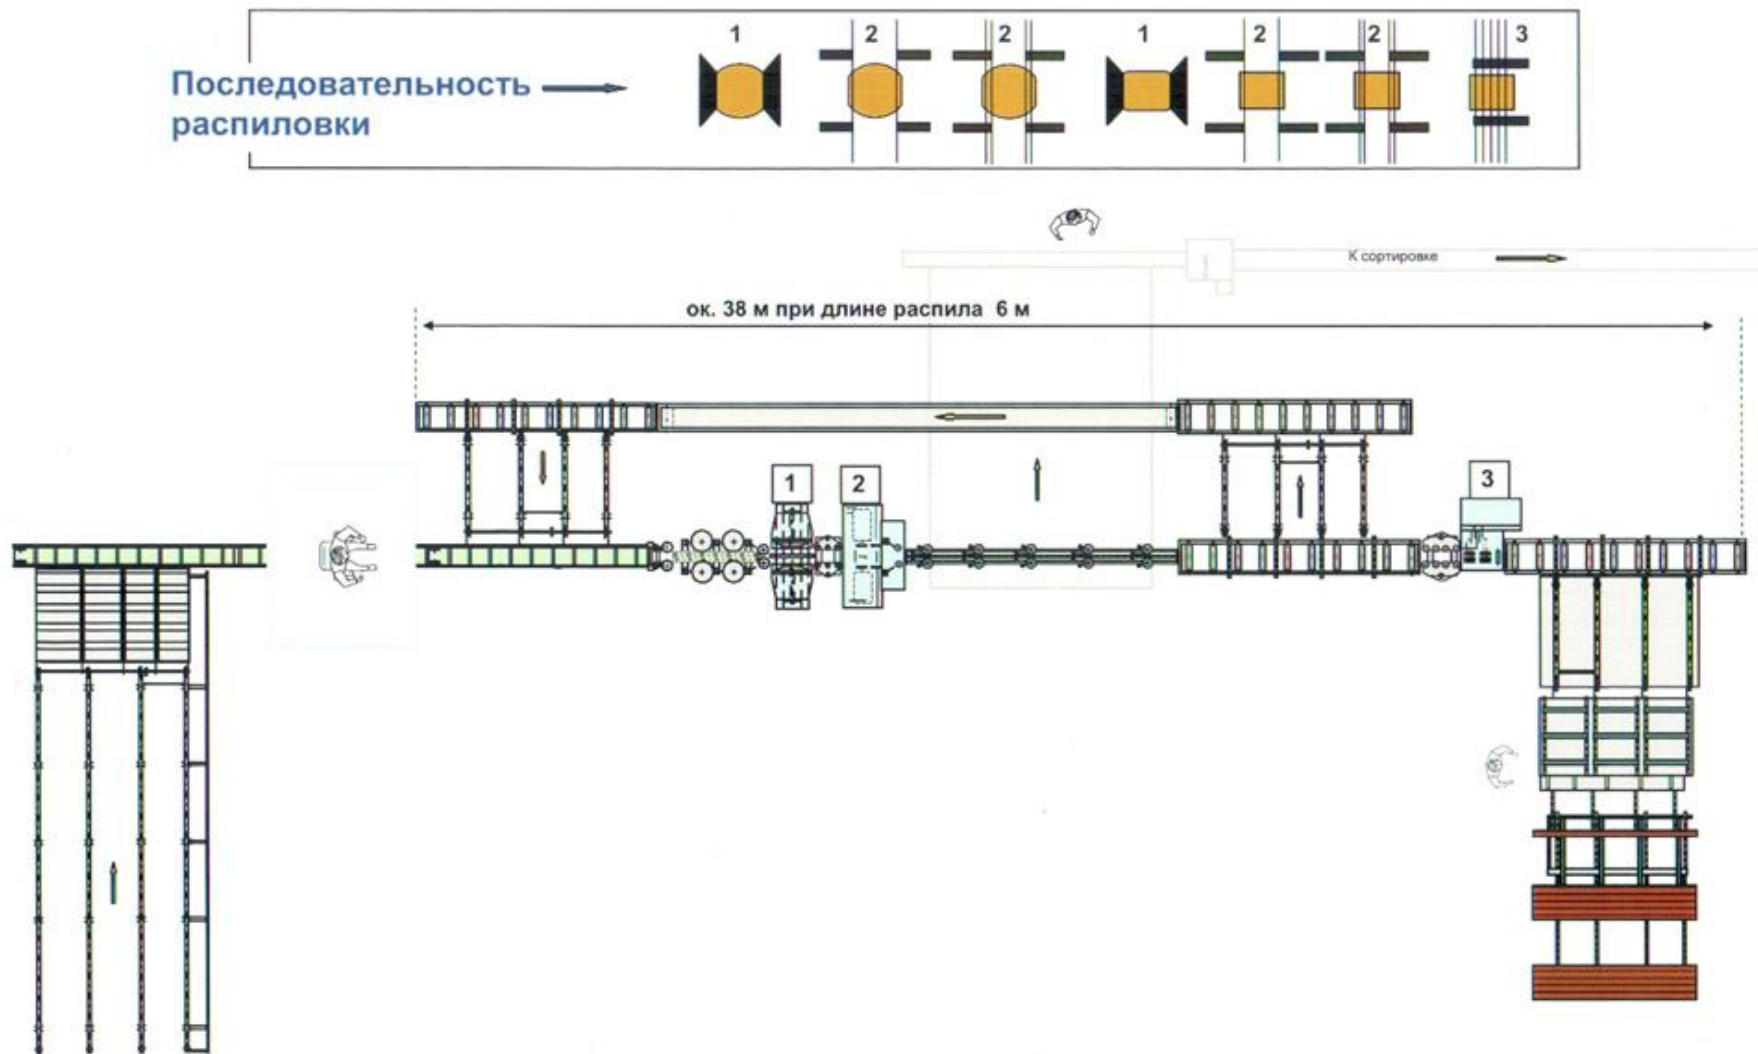 1 2 2 1 2 2 3
Последовательность
распиловки
К сортировке
ок. 38 м при длине распила 6 м
1 2 3